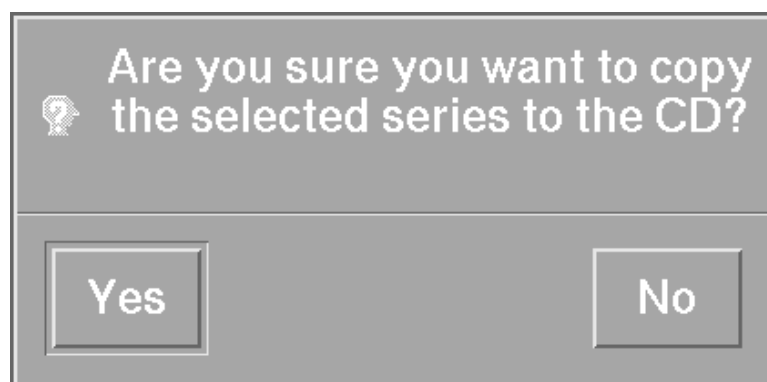 Are you sure you want to copy
the selected series to the CD?
Yes
No